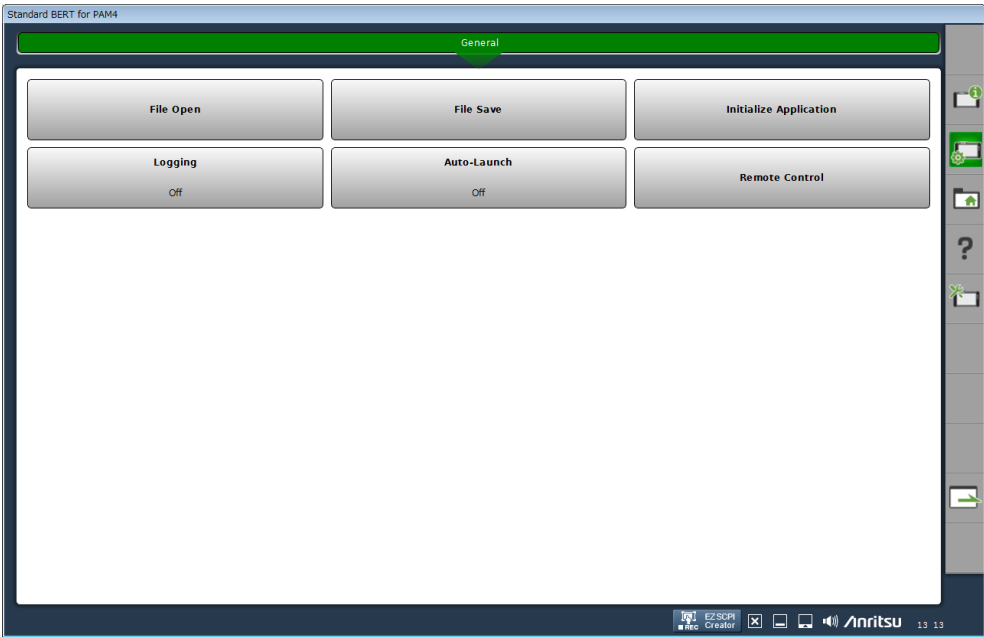 Standard BERT for PAM4
General
File Open
File Save
Initialize Application
Logging
Off
Auto-Launch
Off
Remote Control
?
REC
EZ SCPI
Creator
Anritsu
13 13